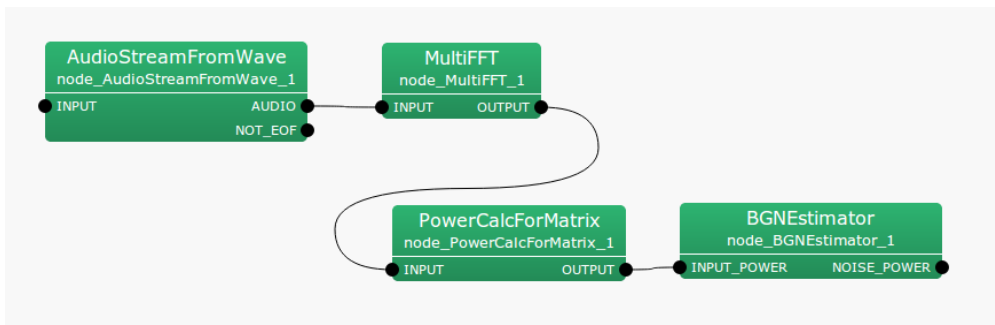 AudioStreamFromWave
node_AudioStreamFromWave_1
INPUT AUDIO
NOT_EOF
MultiFFT
node_MultiFFT_1
INPUT OUTPUT
PowerCalcForMatrix
node_PowerCalcForMatrix_1
INPUT OUTPUT
BGNEstimator
node_BGNEstimator_1
INPUT_POWER NOISE_POWER